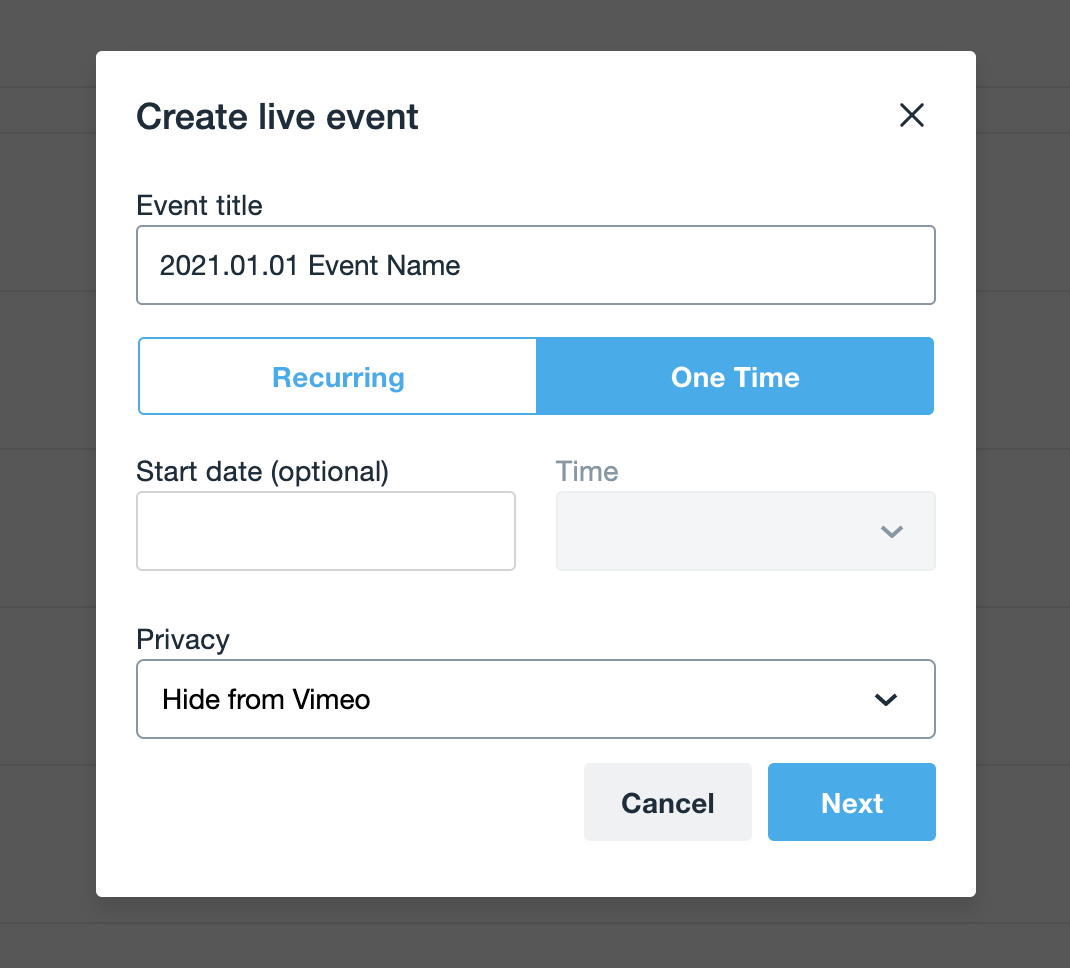 Create live event
Event title
2021.01.01 Event Name
Recurring One Time
Start date (optional) Time
Privacy
Hide from Vimeo
Cancel Next